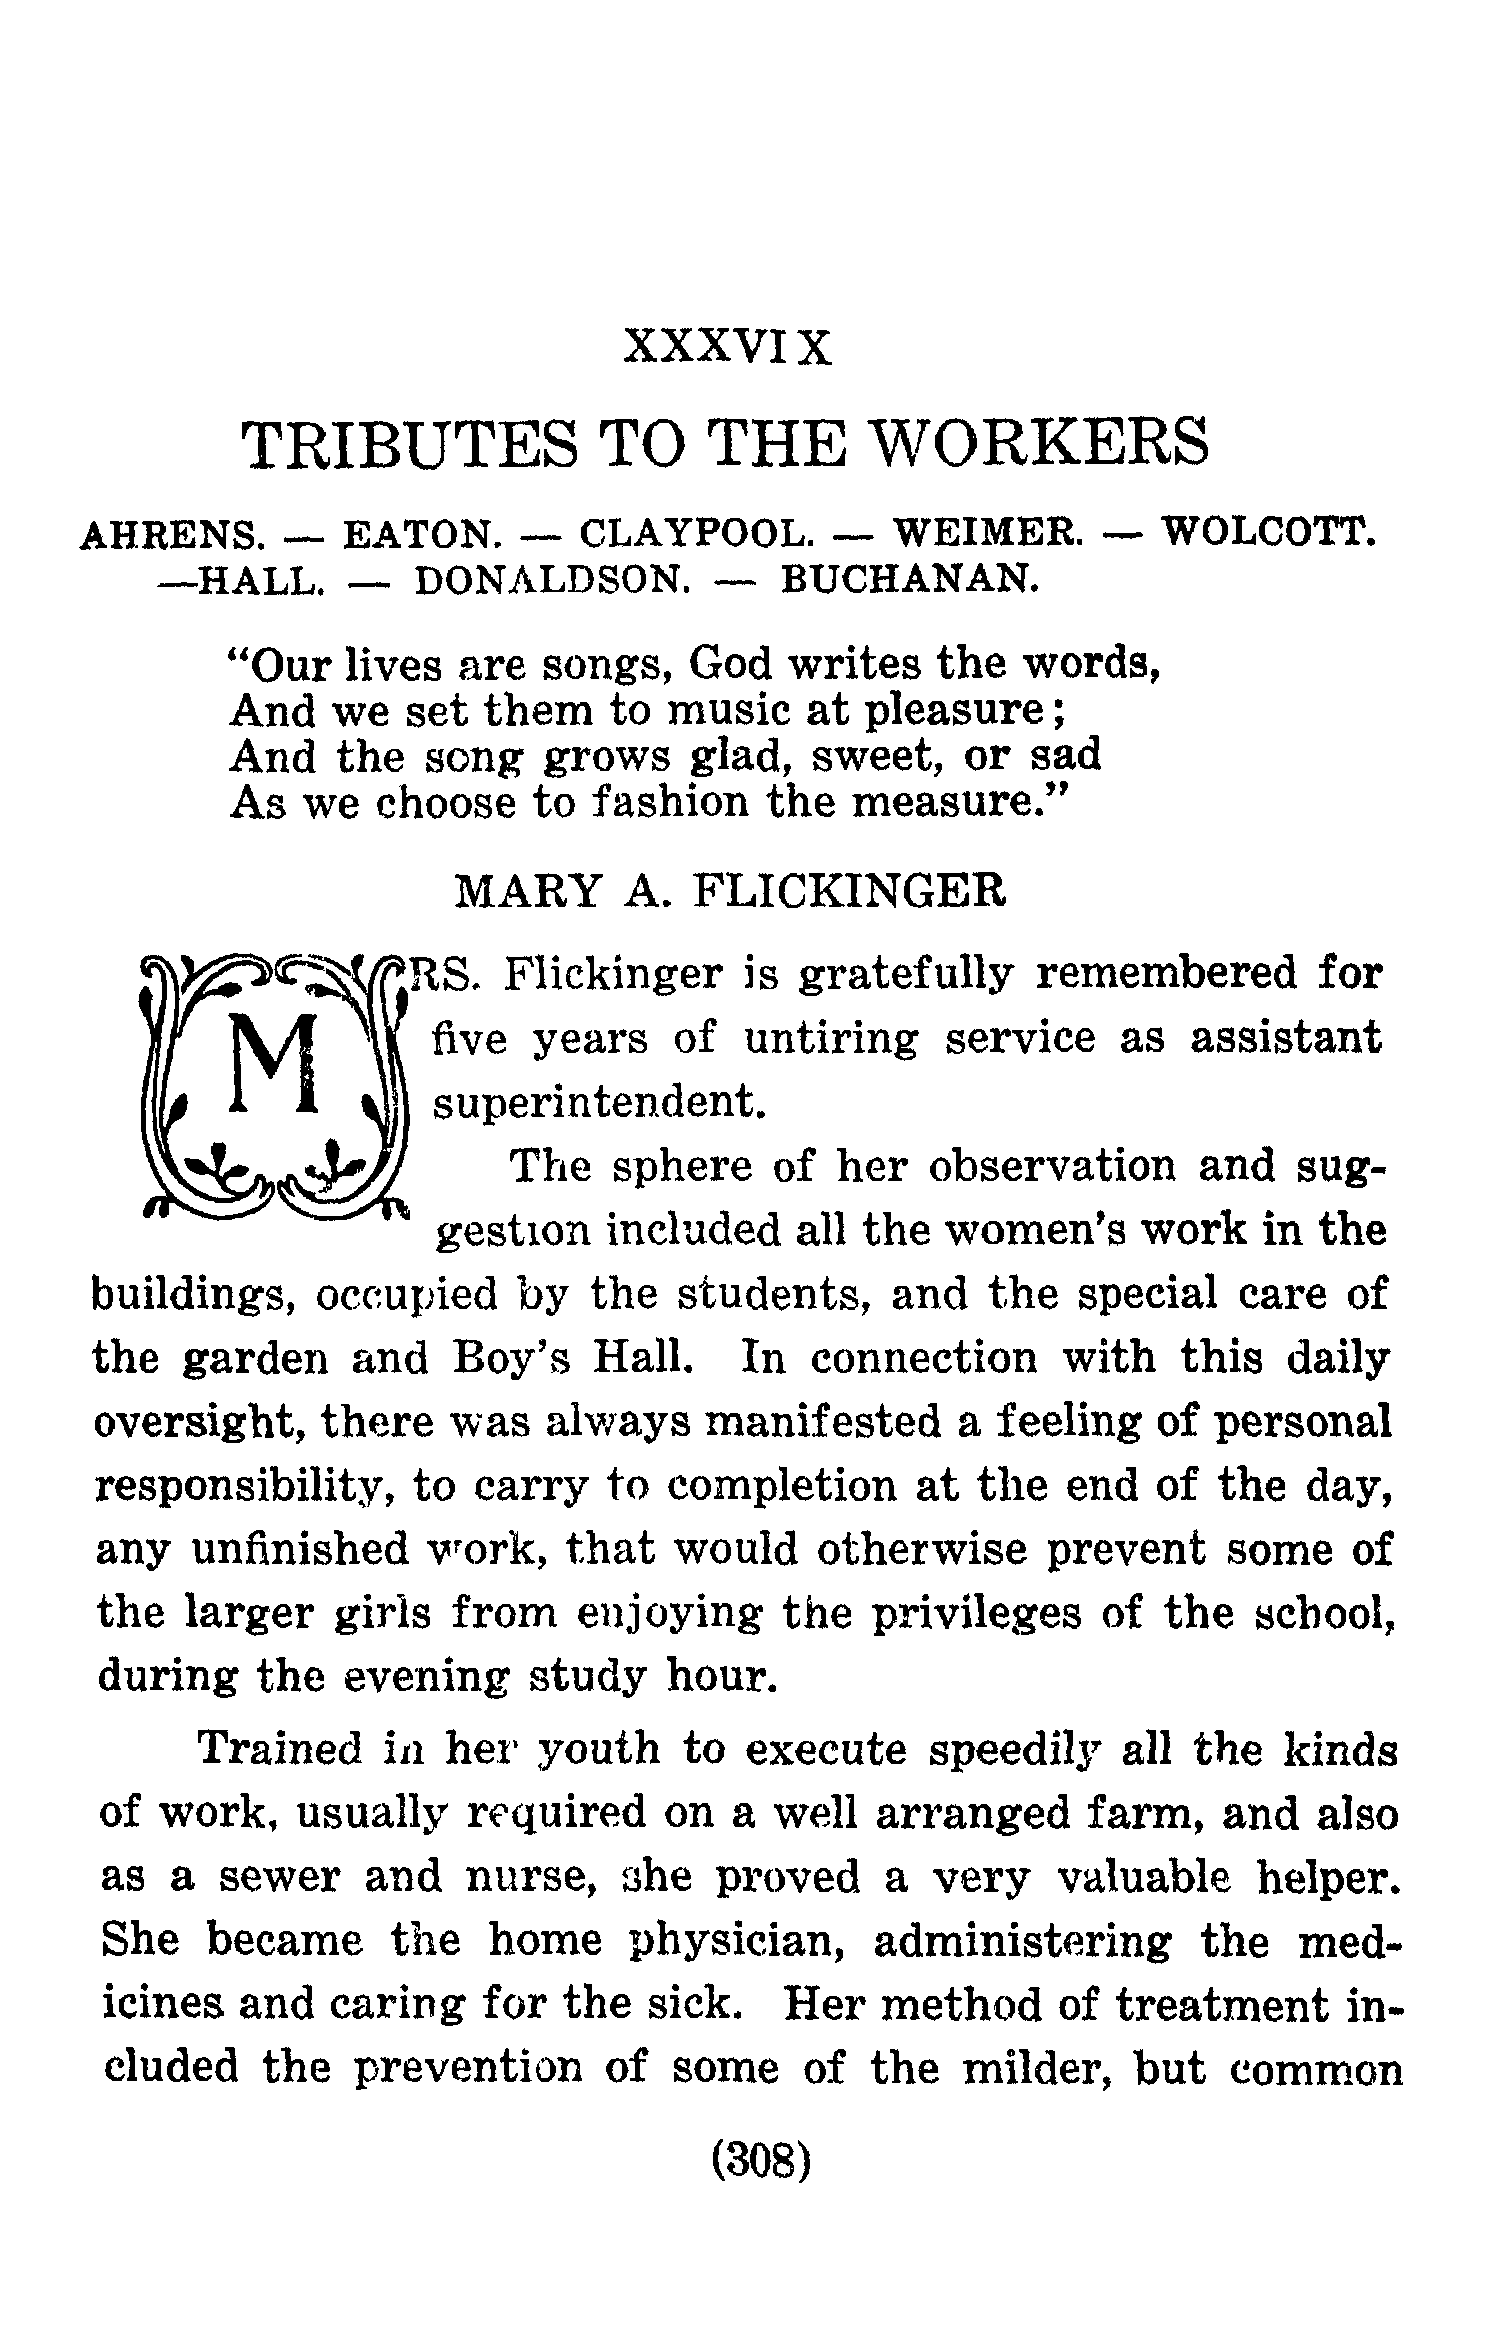 XXXVIX
TRIBUTES TO THE WORKERS
AHRENS. — EATON. — CLAYPOOL. — WEIMER. — WOLCOTT.
—HALL. — DONALDSON. — BUCHANAN.
"Our lives are songs, God writes the words,
And we set them to music at pleasure;
And the song grows glad, sweet, or sad
As we choose to fashion the measure."
MARY A. FLICKINGER
MRS. Flickinger is gratefully remembered for
five years of untiring service as assistant
superintendent.
The sphere of her observation and sug-
gestion included all the women's work in the
buildings, occupied by the students, and the special care of
the garden and Boy's Hall. In connection with this daily
oversight, there was always manifested a feeling of personal
responsibility, to carry to completion at the end of the day,
any unfinished work, that would otherwise prevent some of
the larger girls from enjoying the privileges of the school,
during the evening study hour.
Trained in her youth to execute speedily all the kinds
of work, usually required on a well arranged farm, and also
as a sewer and nurse, she proved a very valuable helper.
She became the home physician, administering the med-
icines and caring for the sick. Her method of treatment in-
cluded the prevention of some of the milder, but common
(308)